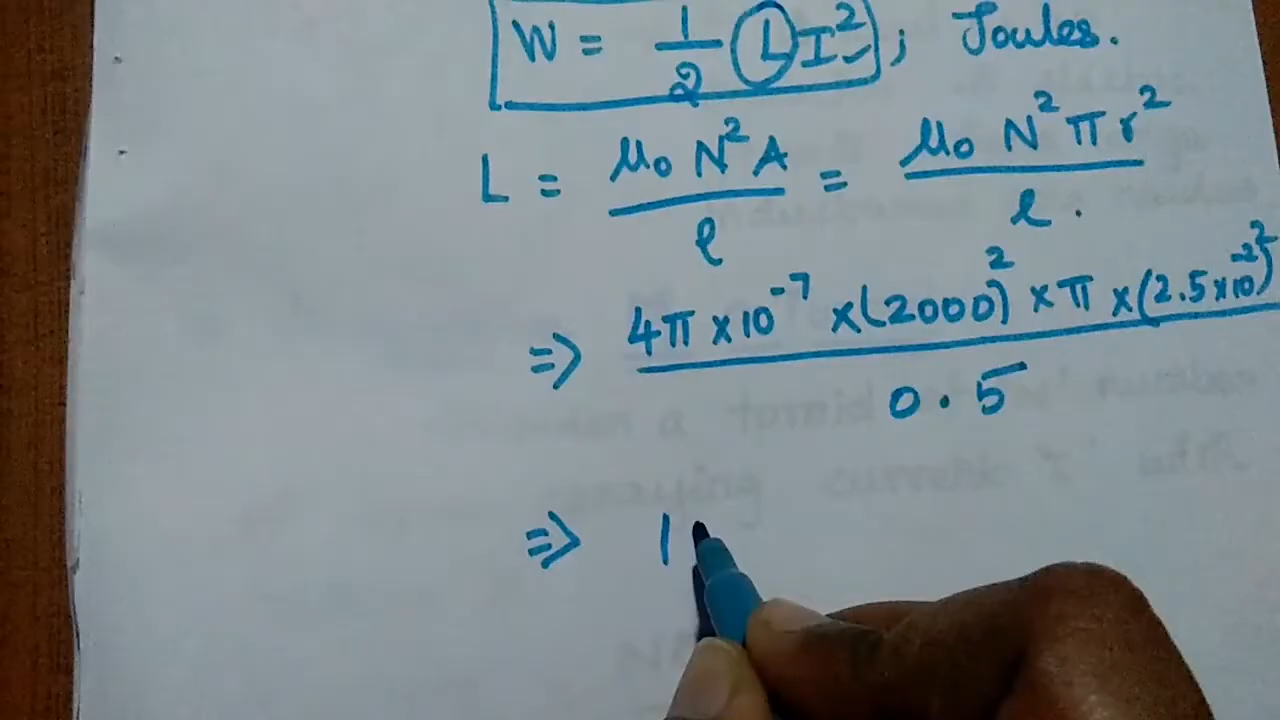 W = 1/2 L I²; Joules.
L = μ₀ N² A / l = μ₀ N² π r² / l.
=> 4π × 10⁻⁷ × (2000)² × π × (2.5 × 10⁻²)² / 0.5
=> 1